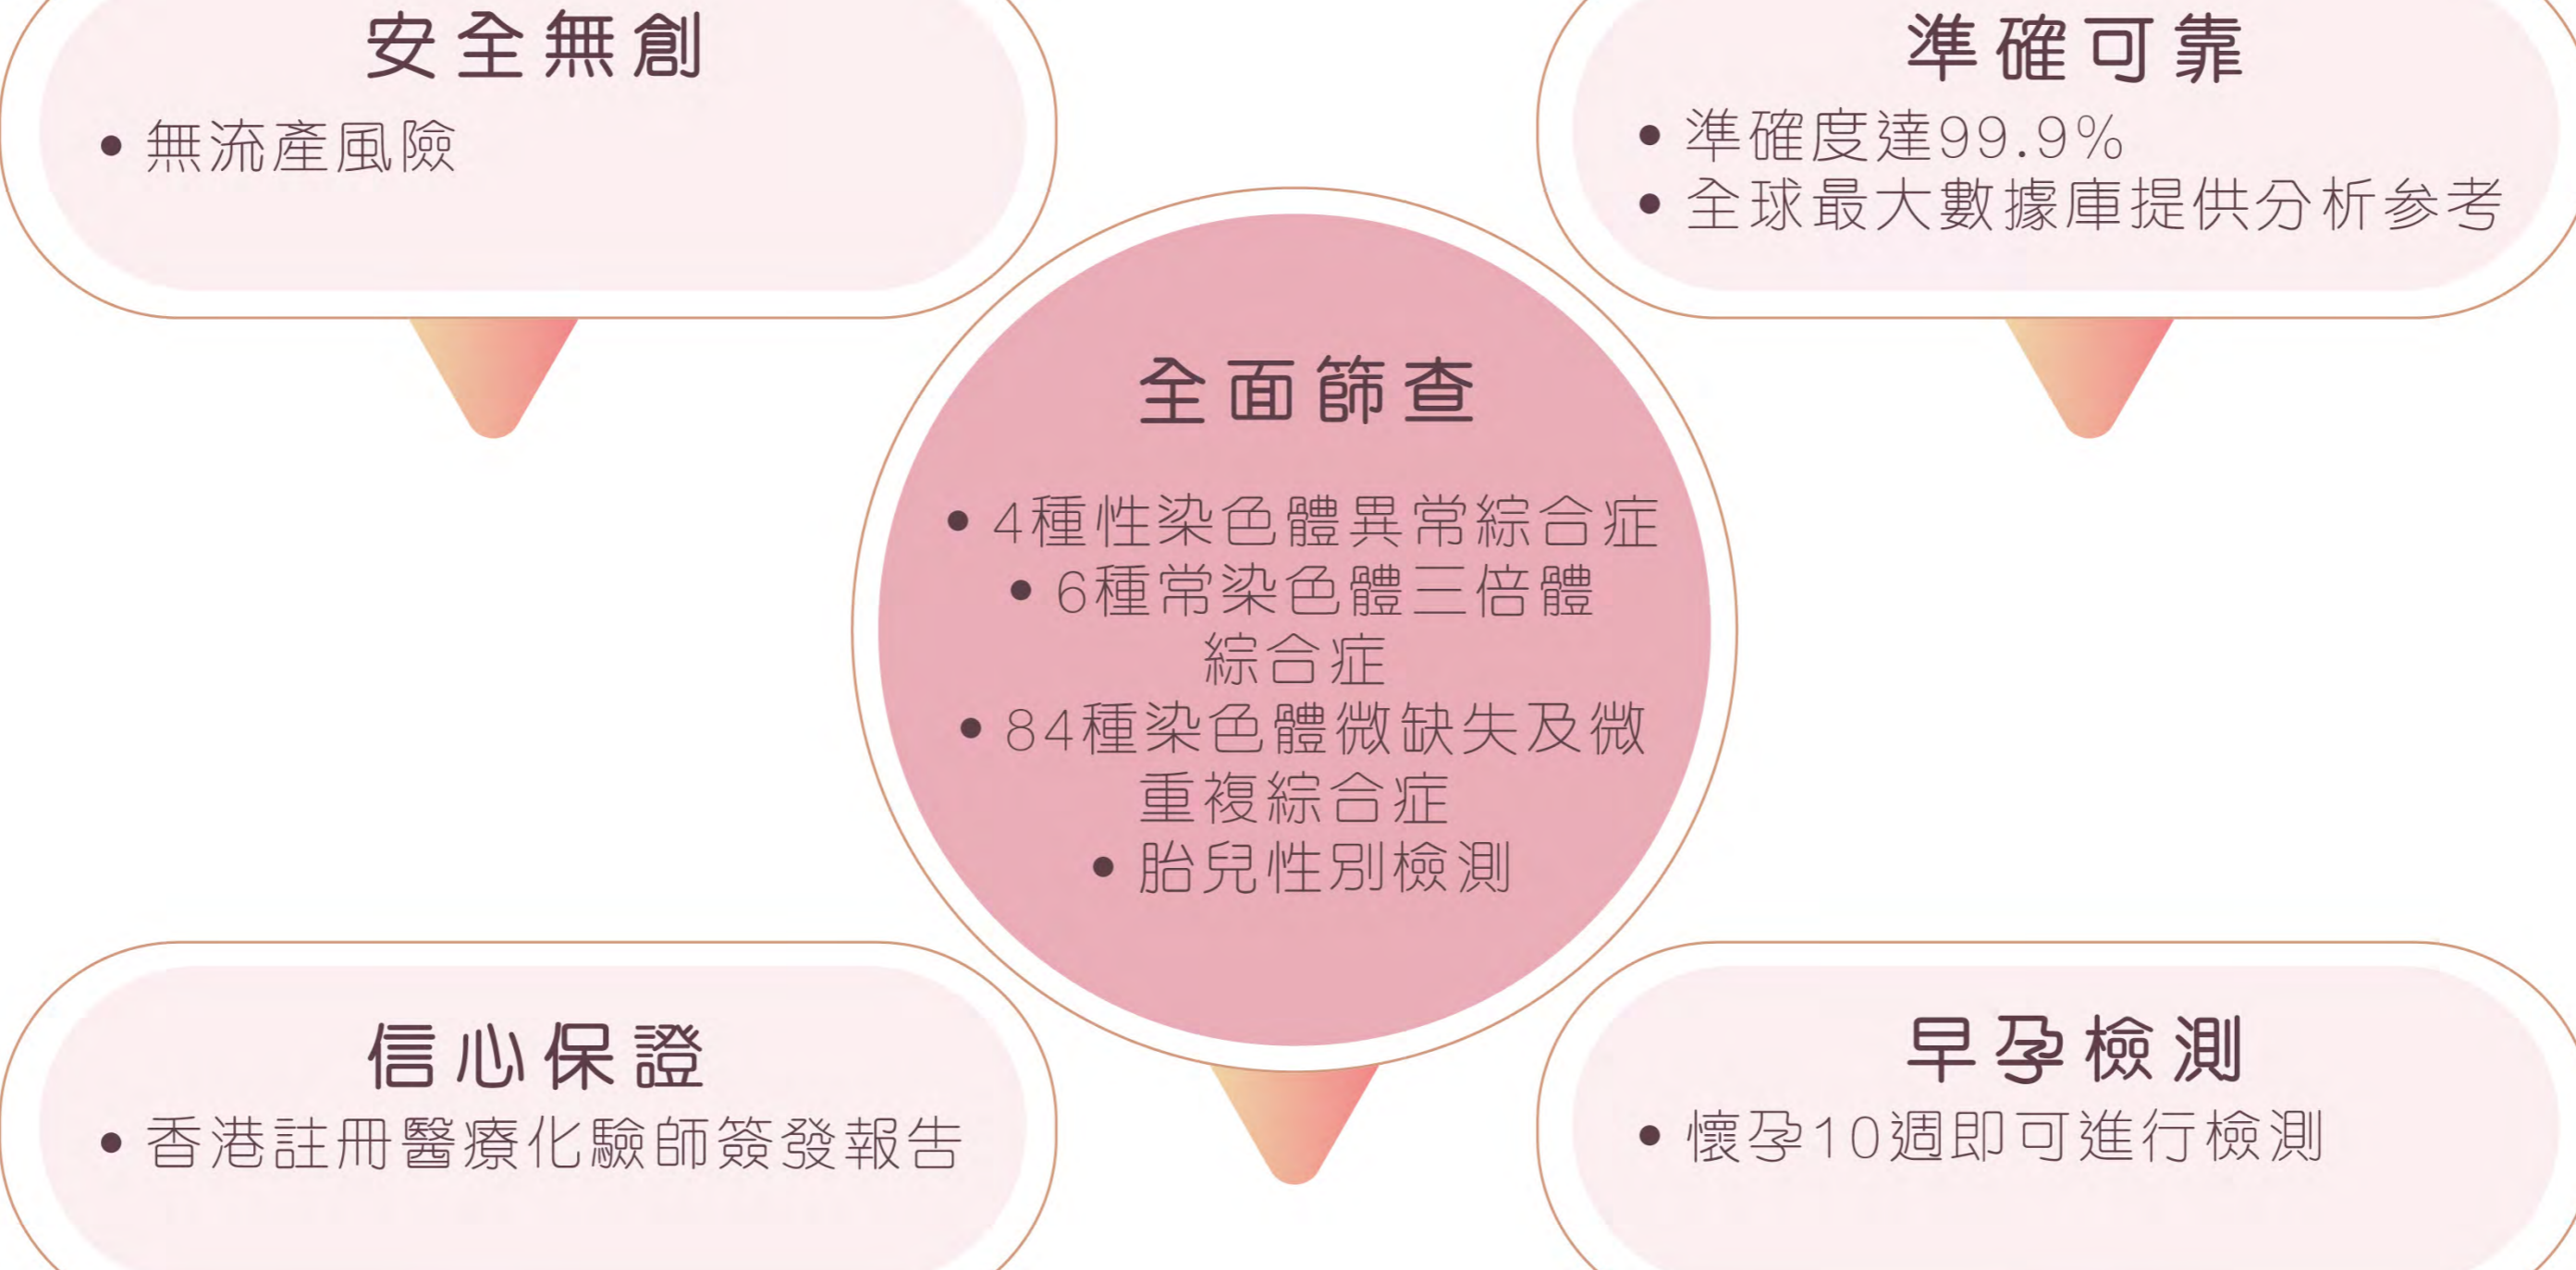 安全無創
• 無流產風險
準確可靠
• 準確度達99.9%
• 全球最大數據庫提供分析参考
全面篩查
• 4種性染色體異常綜合症
• 6種常染色體三倍體
綜合症
• 84種染色體微缺失及微
重複綜合症
• 胎兒性別檢測
信心保證
• 香港註冊醫療化驗師簽發報告
早孕檢測
• 懷孕10週即可進行檢測